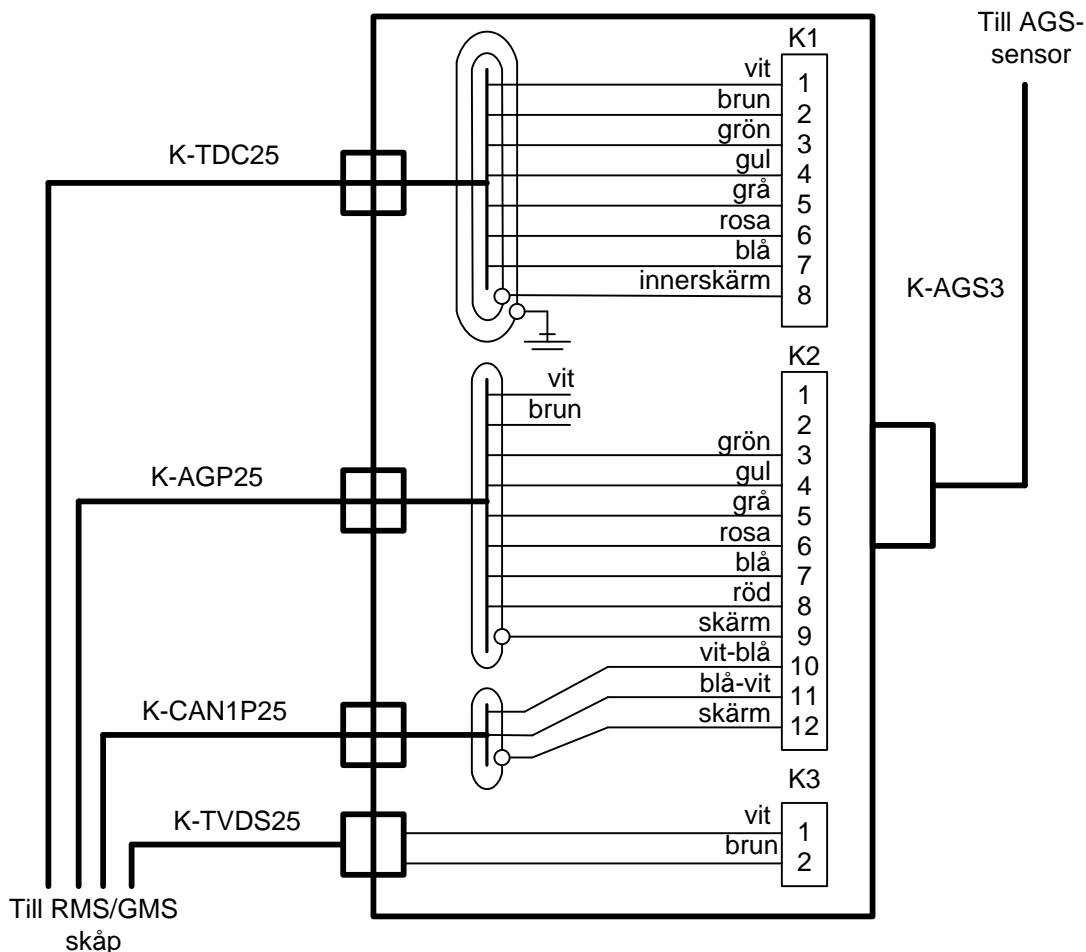 Till AGS-
sensor
K1
vit 1
brun 2
grön 3
gul 4
grå 5
rosa 6
blå 7
innerskärm 8
K-TDC25
K-AGS3
K2
vit 1
brun 2
grön 3
gul 4
grå 5
rosa 6
blå 7
röd 8
skärm 9
vit-blå 10
blå-vit 11
skärm 12
K-AGP25
K-CAN1P25
K3
vit 1
brun 2
K-TVDS25
Till RMS/GMS
skåp